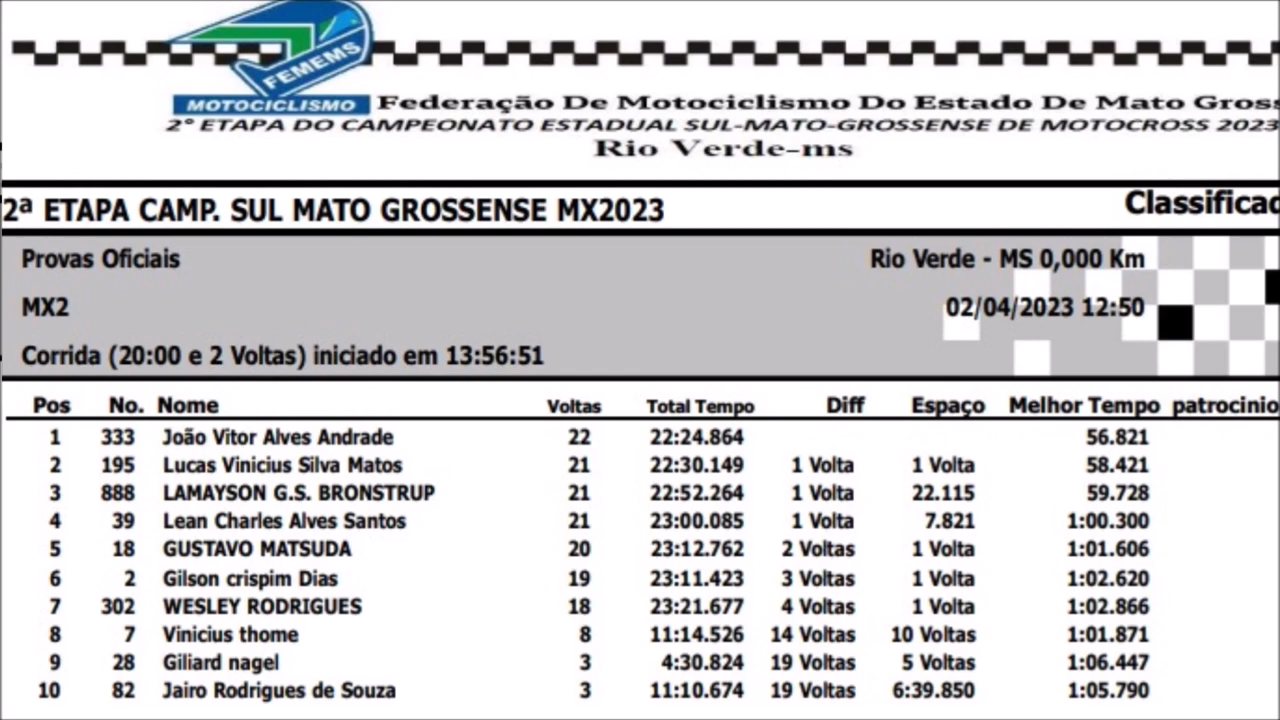 FEMEMS
MOTOCICLISMO
Federação De Motociclismo Do Estado De Mato Gros
2° ETAPA DO CAMPEONATO ESTADUAL SUL-MATO-GROSSENSE DE MOTOCROSS 2023
Rio Verde-ms
2ª ETAPA CAMP. SUL MATO GROSSENSE MX2023 Classificac
Provas Oficiais Rio Verde - MS 0,000 Km
MX2 02/04/2023 12:50
Corrida (20:00 e 2 Voltas) iniciado em 13:56:51
Pos No. Nome Voltas Total Tempo Diff Espaço Melhor Tempo patrocinio
1 333 João Vitor Alves Andrade 22 22:24.864 56.821
2 195 Lucas Vinicius Silva Matos 21 22:30.149 1 Volta 1 Volta 58.421
3 888 LAMAYSON G.S. BRONSTRUP 21 22:52.264 1 Volta 22.115 59.728
4 39 Lean Charles Alves Santos 21 23:00.085 1 Volta 7.821 1:00.300
5 18 GUSTAVO MATSUDA 20 23:12.762 2 Voltas 1 Volta 1:01.606
6 2 Gilson crispim Dias 19 23:11.423 3 Voltas 1 Volta 1:02.620
7 302 WESLEY RODRIGUES 18 23:21.677 4 Voltas 1 Volta 1:02.866
8 7 Vinicius thome 8 11:14.526 14 Voltas 10 Voltas 1:01.871
9 28 Giliard nagel 3 4:30.824 19 Voltas 5 Voltas 1:06.447
10 82 Jairo Rodrigues de Souza 3 11:10.674 19 Voltas 6:39.850 1:05.790